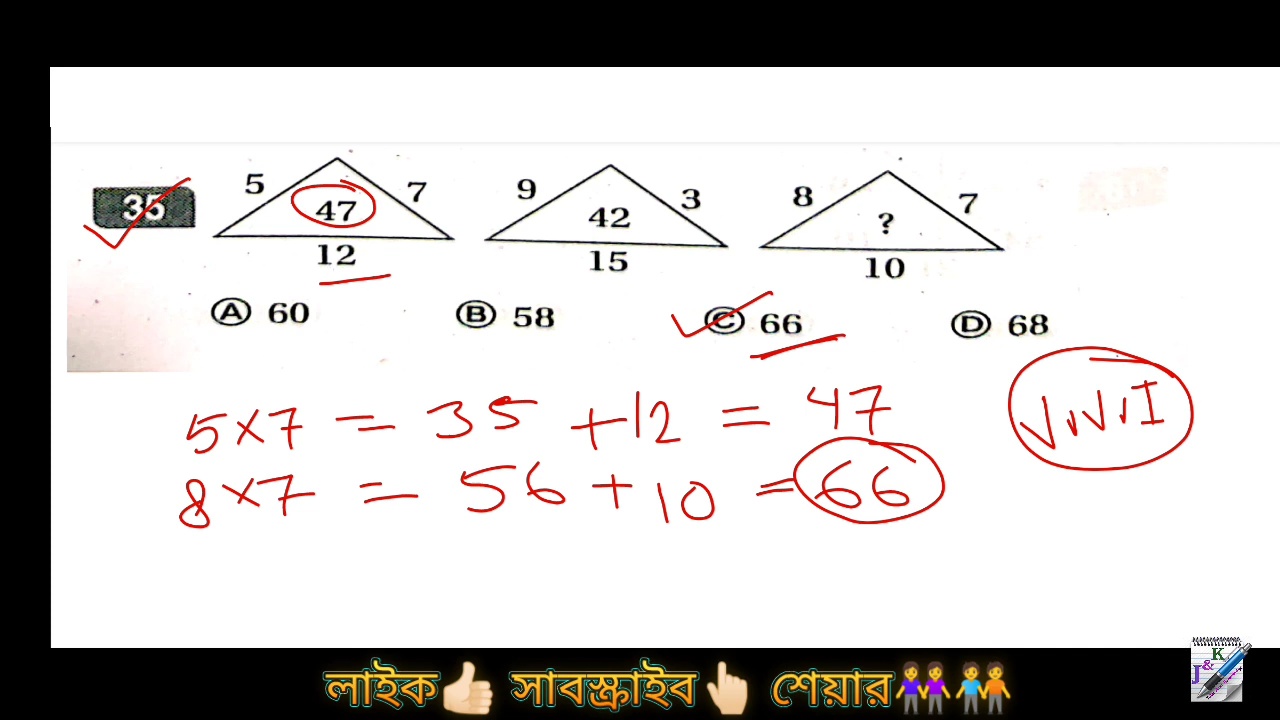 35
5 47 7
12
9 42 3
15
8 ? 7
10
Ⓐ 60 Ⓑ 58 Ⓒ 66 Ⓓ 68
5×7 = 35 +12 = 47
8×7 = 56 + 10 = 66
VVVVI
লাইক👍🏻 সাবস্ক্রাইব👆🏻 শেয়ার👭🧑‍🤝‍🧑
J&K